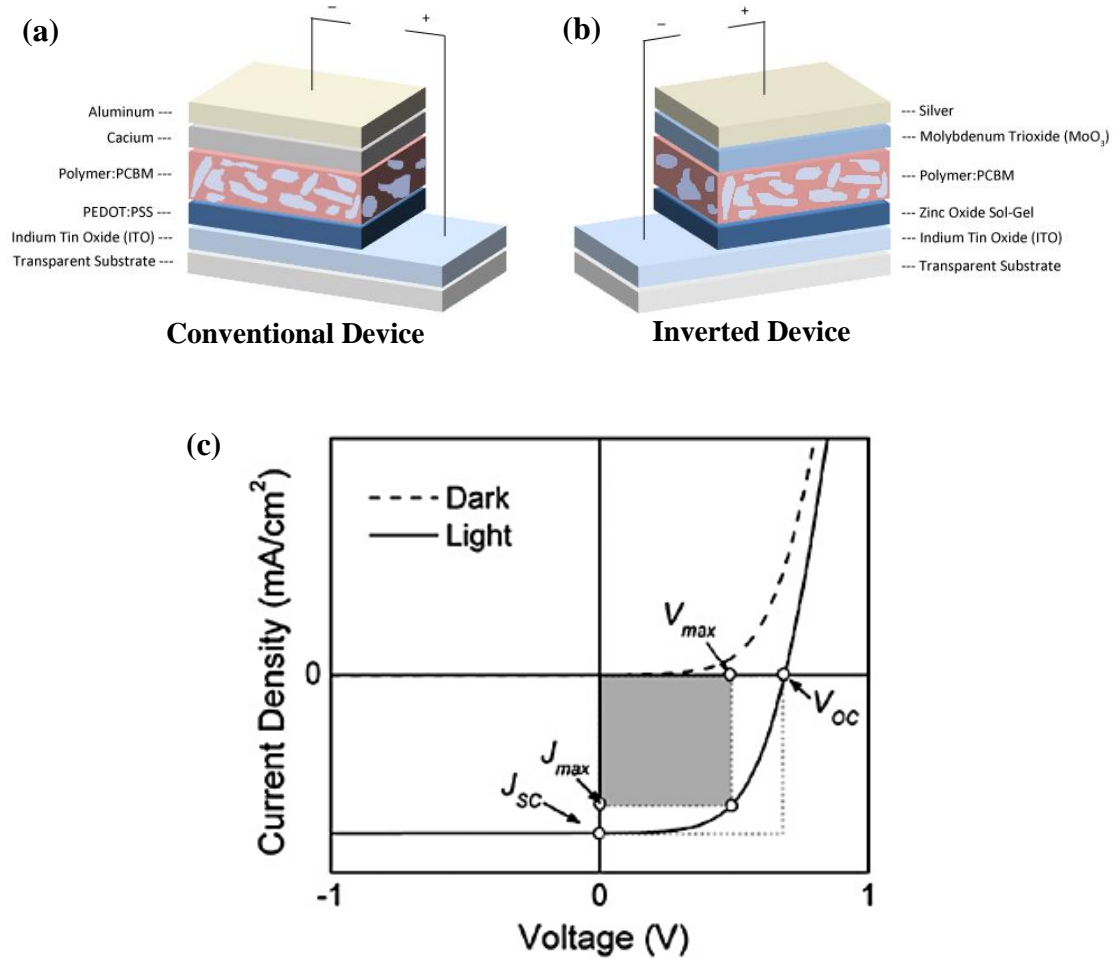 (a)
– +
Aluminum ---
Cacium ---
Polymer:PCBM ---
PEDOT:PSS ---
Indium Tin Oxide (ITO) ---
Transparent Substrate ---
Conventional Device
(b)
– +
--- Silver
--- Molybdenum Trioxide (MoO3)
--- Polymer:PCBM
--- Zinc Oxide Sol-Gel
--- Indium Tin Oxide (ITO)
--- Transparent Substrate
Inverted Device
(c)
Current Density (mA/cm²)
Dark
Light
Vmax
0
VOC
Jmax
JSC
-1 0 1
Voltage (V)